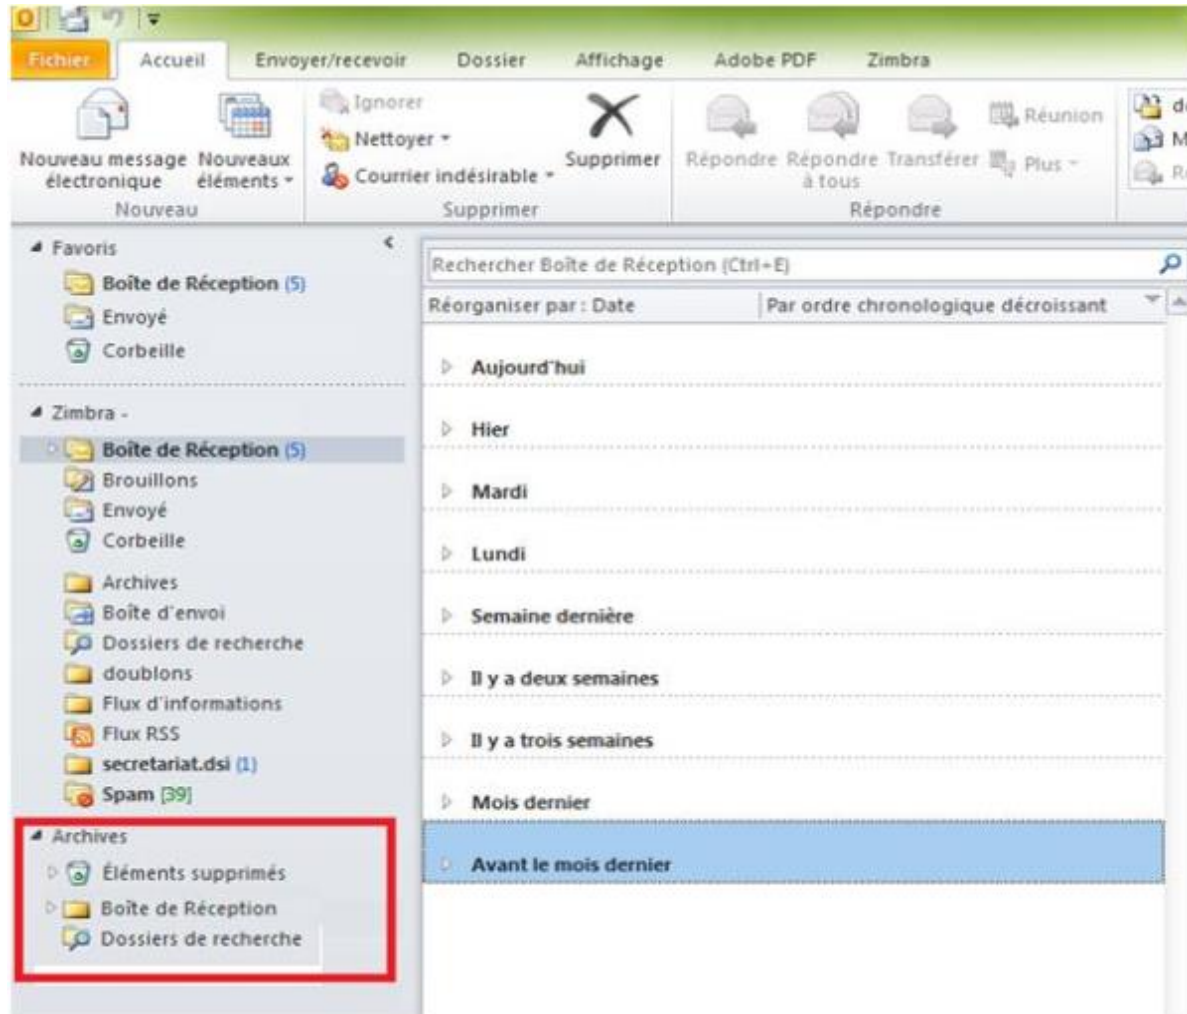 Fichier Accueil Envoyer/recevoir Dossier Affichage Adobe PDF Zimbra
Nouveau message électronique
Nouveaux éléments
Nouveau
Ignorer
Nettoyer
Courrier indésirable
Supprimer
Supprimer
Répondre
Répondre à tous
Transférer
Réunion
Plus
Répondre
Favoris
Boîte de Réception (5)
Envoyé
Corbeille
Zimbra -
Boîte de Réception (5)
Brouillons
Envoyé
Corbeille
Archives
Boîte d'envoi
Dossiers de recherche
doublons
Flux d'informations
Flux RSS
secretariat.dsi (1)
Spam [39]
Archives
Éléments supprimés
Boîte de Réception
Dossiers de recherche
Rechercher Boîte de Réception (Ctrl+E)
Réorganiser par : Date Par ordre chronologique décroissant
Aujourd'hui
Hier
Mardi
Lundi
Semaine dernière
Il y a deux semaines
Il y a trois semaines
Mois dernier
Avant le mois dernier